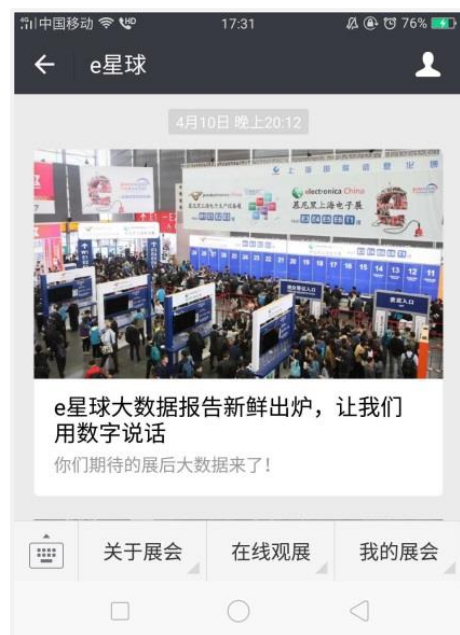 中国移动
17:31
76%
e星球
4月10日 晚上20:12
electronica China
慕尼黑上海电子展
e星球大数据报告新鲜出炉，让我们
用数字说话
你们期待的展后大数据来了！
关于展会
在线观展
我的展会